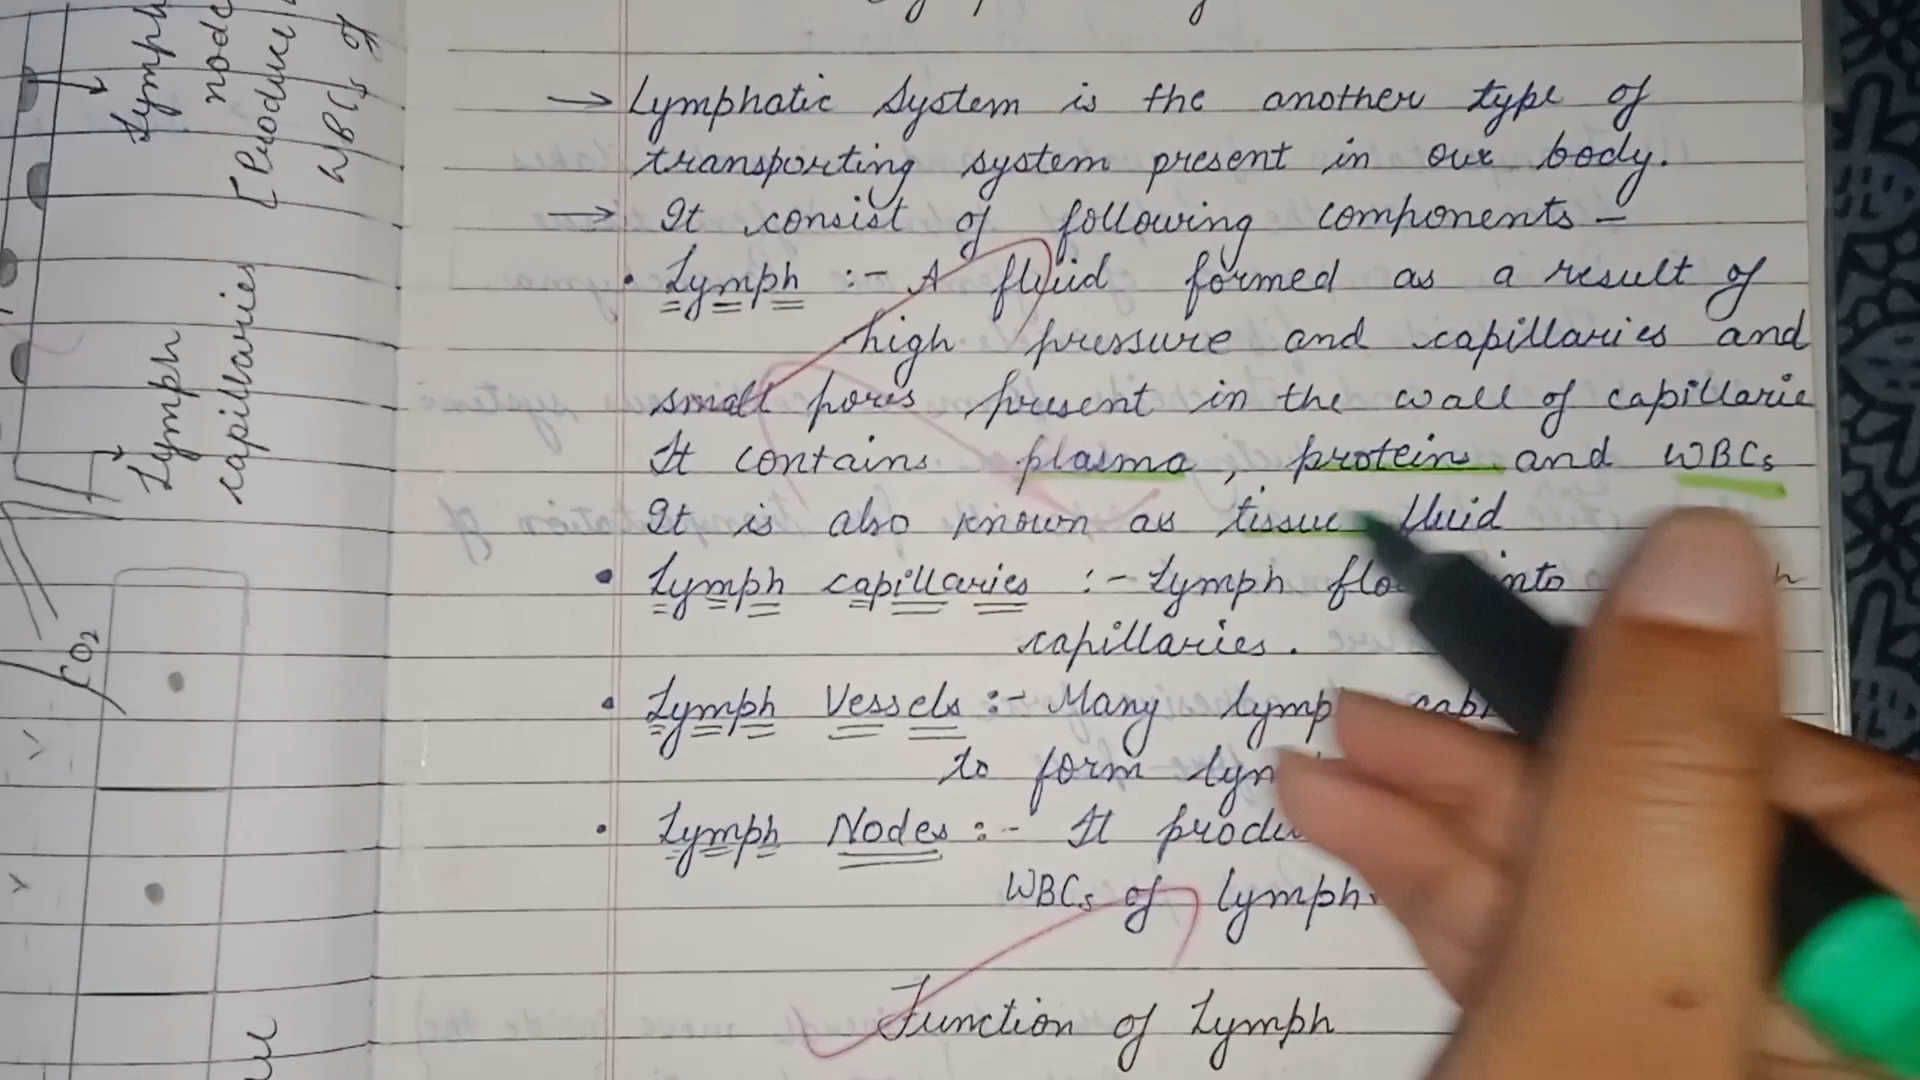 → Lymphatic System is the another type of
transporting system present in our body.
→ It consist of following components –
• Lymph :- A fluid formed as a result of
high pressure and capillaries and
small pores present in the wall of capillarie
It contains plasma, protein and WBCs
It is also known as tissue fluid
• Lymph capillaries :- Lymph into
capillaries.
• Lymph Vessels :- Many lymph
to form
• Lymph Nodes :- It
WBCs of lymph.
Function of Lymph
Lymph
node
[Produce
WBCs of
Lymph
capillaries
CO2